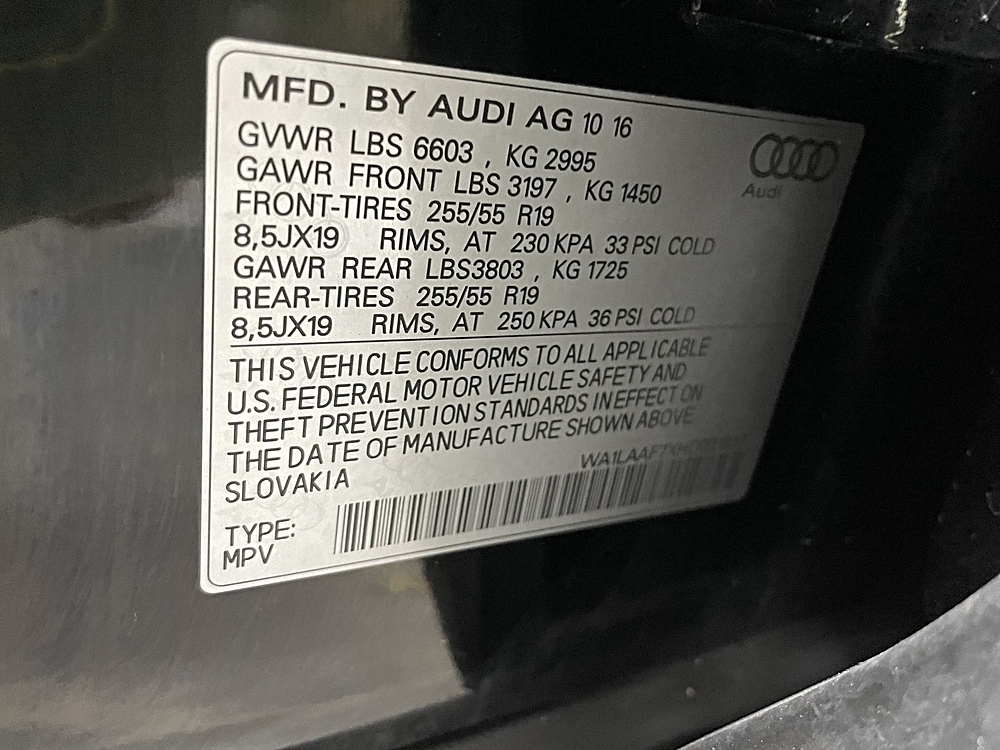 MFD. BY AUDI AG 10 16
GVWR LBS 6603 , KG 2995
GAWR FRONT LBS 3197 , KG 1450
FRONT-TIRES 255/55 R19
8,5JX19 RIMS, AT 230 KPA 33 PSI COLD
GAWR REAR LBS3803 , KG 1725
REAR-TIRES 255/55 R19
8,5JX19 RIMS, AT 250 KPA 36 PSI COLD
Audi
THIS VEHICLE CONFORMS TO ALL APPLICABLE
U.S. FEDERAL MOTOR VEHICLE SAFETY AND
THEFT PREVENTION STANDARDS IN EFFECT ON
THE DATE OF MANUFACTURE SHOWN ABOVE
SLOVAKIA
TYPE:
MPV